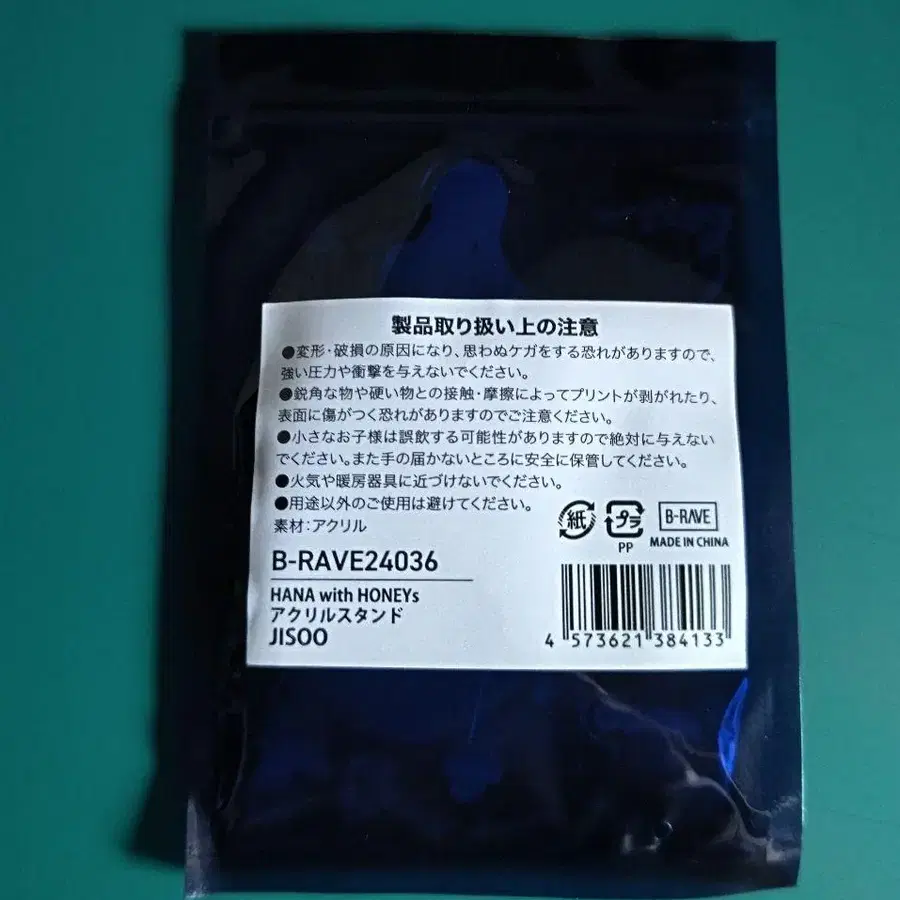 製品取り扱い上の注意
●変形・破損の原因になり、思わぬケガをする恐れがありますので、
強い圧力や衝撃を与えないでください。
●鋭角な物や硬い物との接触・摩擦によってプリントが剥がれたり、
表面に傷がつく恐れがありますのでご注意ください。
●小さなお子様は誤飲する可能性がありますので絶対に与えない
でください。また手の届かないところに安全に保管してください。
●火気や暖房器具に近づけないでください。
●用途以外のご使用は避けてください。
素材：アクリル
紙
プラ
PP
B-RAVE
MADE IN CHINA
B-RAVE24036
HANA with HONEYs
アクリルスタンド
JISOO
4 573621 384133